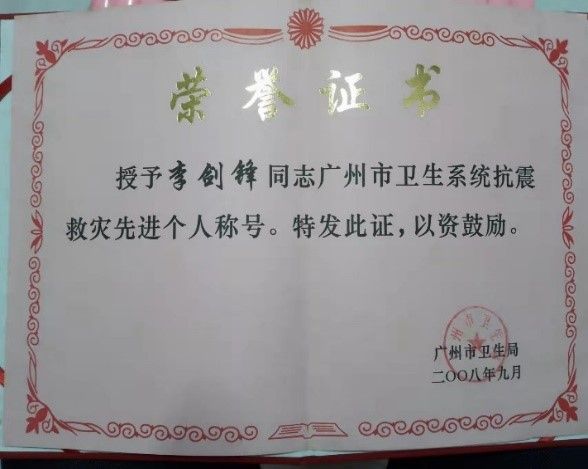 荣誉证书
授予李剑锋同志广州市卫生系统抗震
救灾先进个人称号。特发此证，以资鼓励。
广州市卫生局
二〇〇八年九月